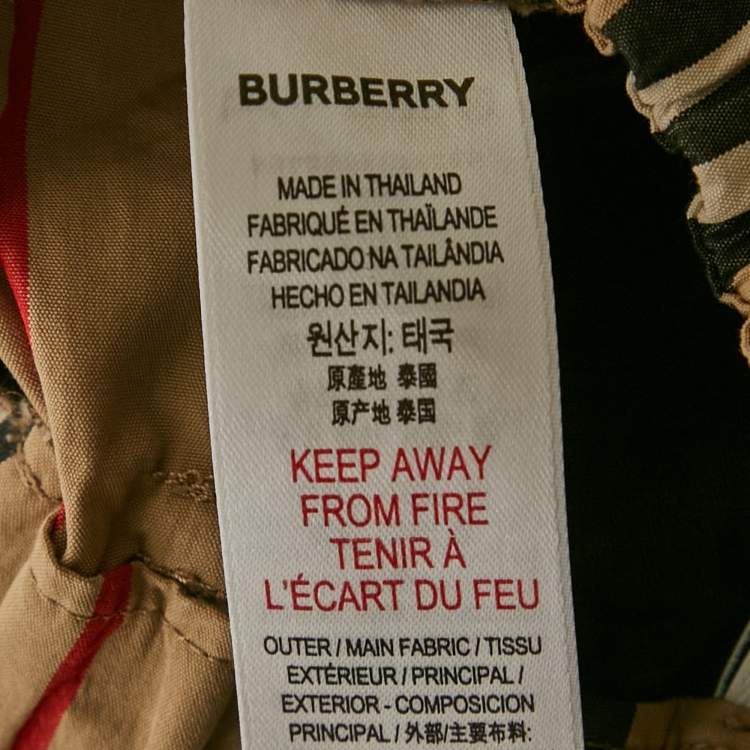 BURBERRY
MADE IN THAILAND
FABRIQUÉ EN THAÏLANDE
FABRICADO NA TAILÂNDIA
HECHO EN TAILANDIA
원산지: 태국
原產地 泰國
原产地 泰国
KEEP AWAY
FROM FIRE
TENIR À
L'ÉCART DU FEU
OUTER / MAIN FABRIC / TISSU
EXTÉRIEUR / PRINCIPAL /
EXTERIOR - COMPOSICION
PRINCIPAL / 外部/主要布料: